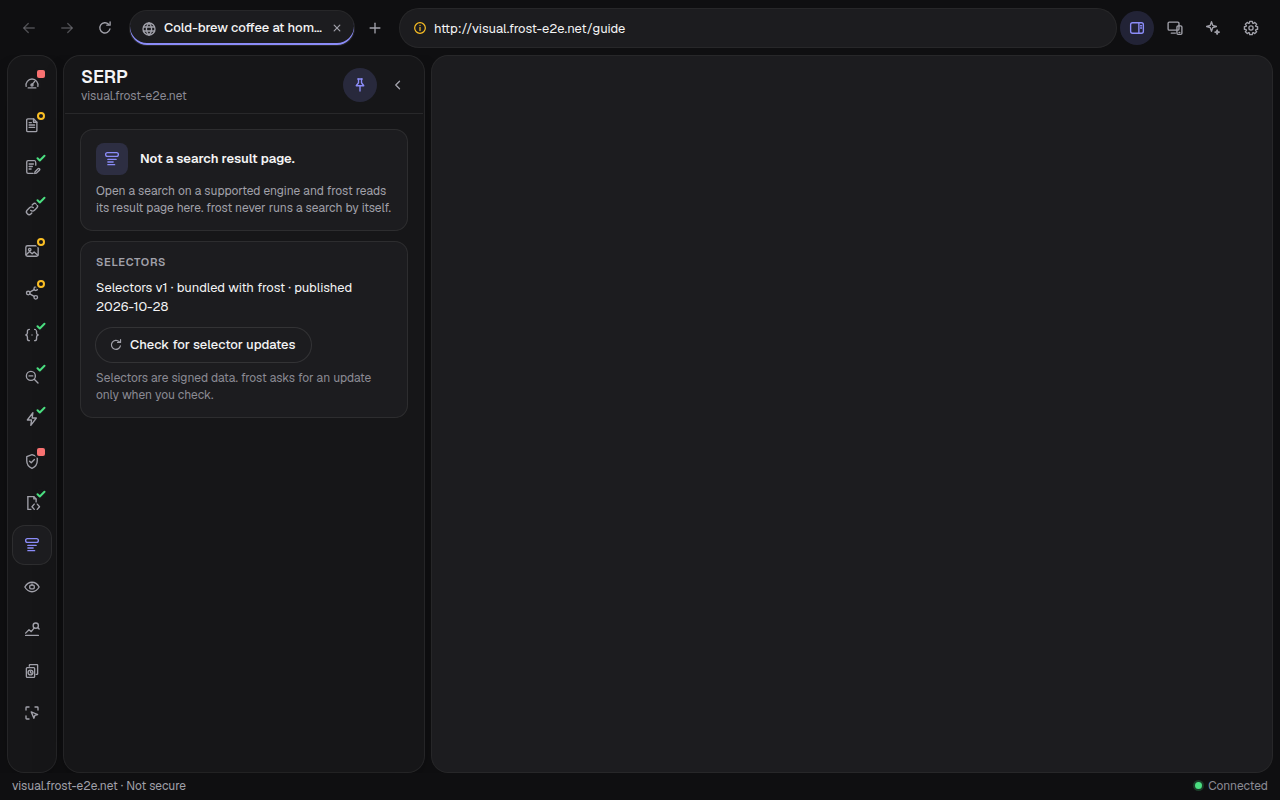 Cold-brew coffee at hom...
http://visual.frost-e2e.net/guide
SERP
visual.frost-e2e.net
Not a search result page.
Open a search on a supported engine and frost reads
its result page here. frost never runs a search by itself.
SELECTORS
Selectors v1 · bundled with frost · published
2026-10-28
Check for selector updates
Selectors are signed data. frost asks for an update
only when you check.
visual.frost-e2e.net · Not secure
Connected